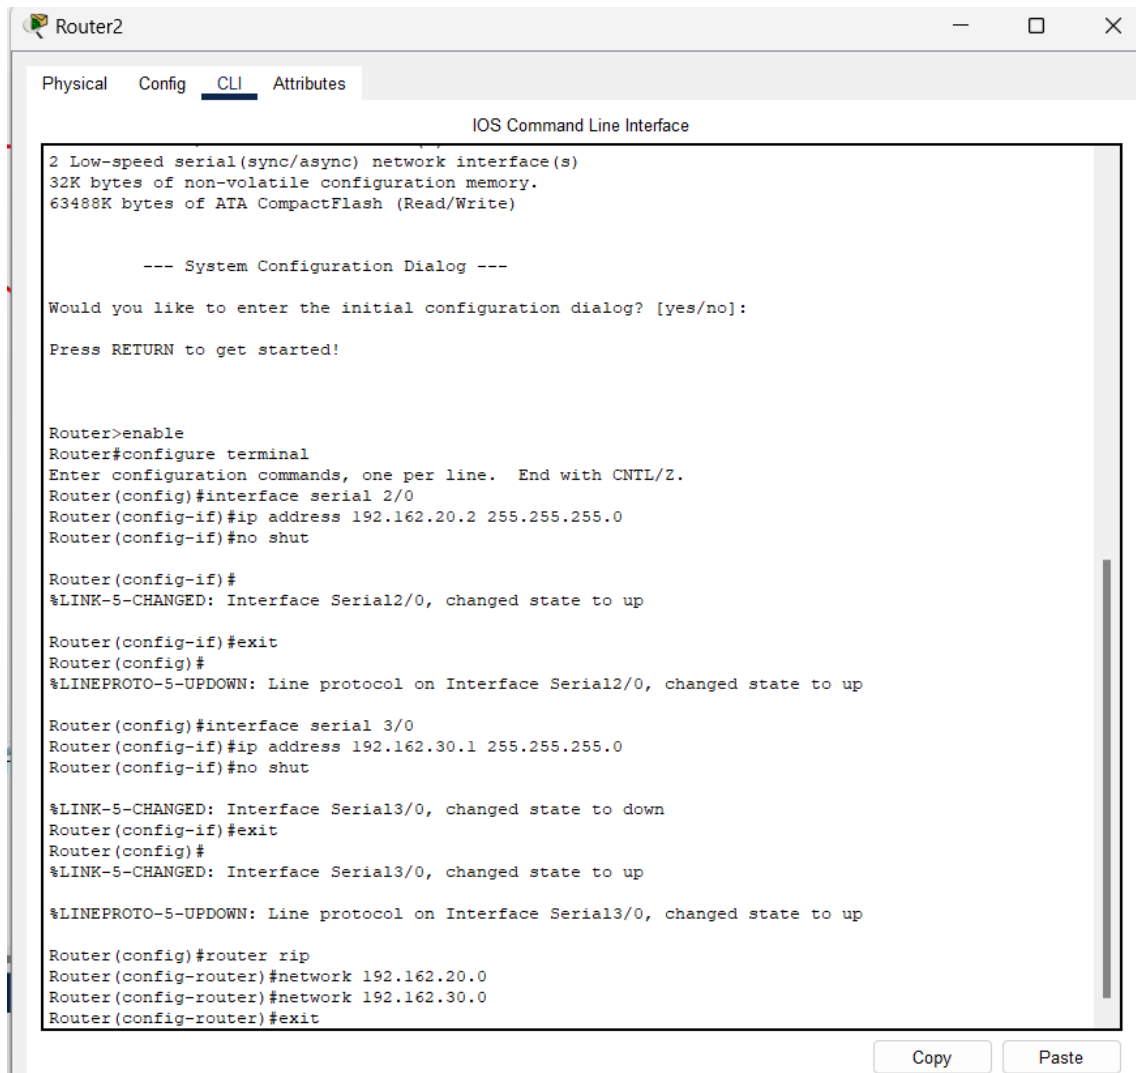 Router2
Physical Config CLI Attributes
IOS Command Line Interface
2 Low-speed serial(sync/async) network interface(s)
32K bytes of non-volatile configuration memory.
63488K bytes of ATA CompactFlash (Read/Write)
--- System Configuration Dialog ---
Would you like to enter the initial configuration dialog? [yes/no]:
Press RETURN to get started!
Router>enable
Router#configure terminal
Enter configuration commands, one per line.  End with CNTL/Z.
Router(config)#interface serial 2/0
Router(config-if)#ip address 192.162.20.2 255.255.255.0
Router(config-if)#no shut
Router(config-if)#
%LINK-5-CHANGED: Interface Serial2/0, changed state to up
Router(config-if)#exit
Router(config)#
%LINEPROTO-5-UPDOWN: Line protocol on Interface Serial2/0, changed state to up
Router(config)#interface serial 3/0
Router(config-if)#ip address 192.162.30.1 255.255.255.0
Router(config-if)#no shut
%LINK-5-CHANGED: Interface Serial3/0, changed state to down
Router(config-if)#exit
Router(config)#
%LINK-5-CHANGED: Interface Serial3/0, changed state to up
%LINEPROTO-5-UPDOWN: Line protocol on Interface Serial3/0, changed state to up
Router(config)#router rip
Router(config-router)#network 192.162.20.0
Router(config-router)#network 192.162.30.0
Router(config-router)#exit
Copy Paste